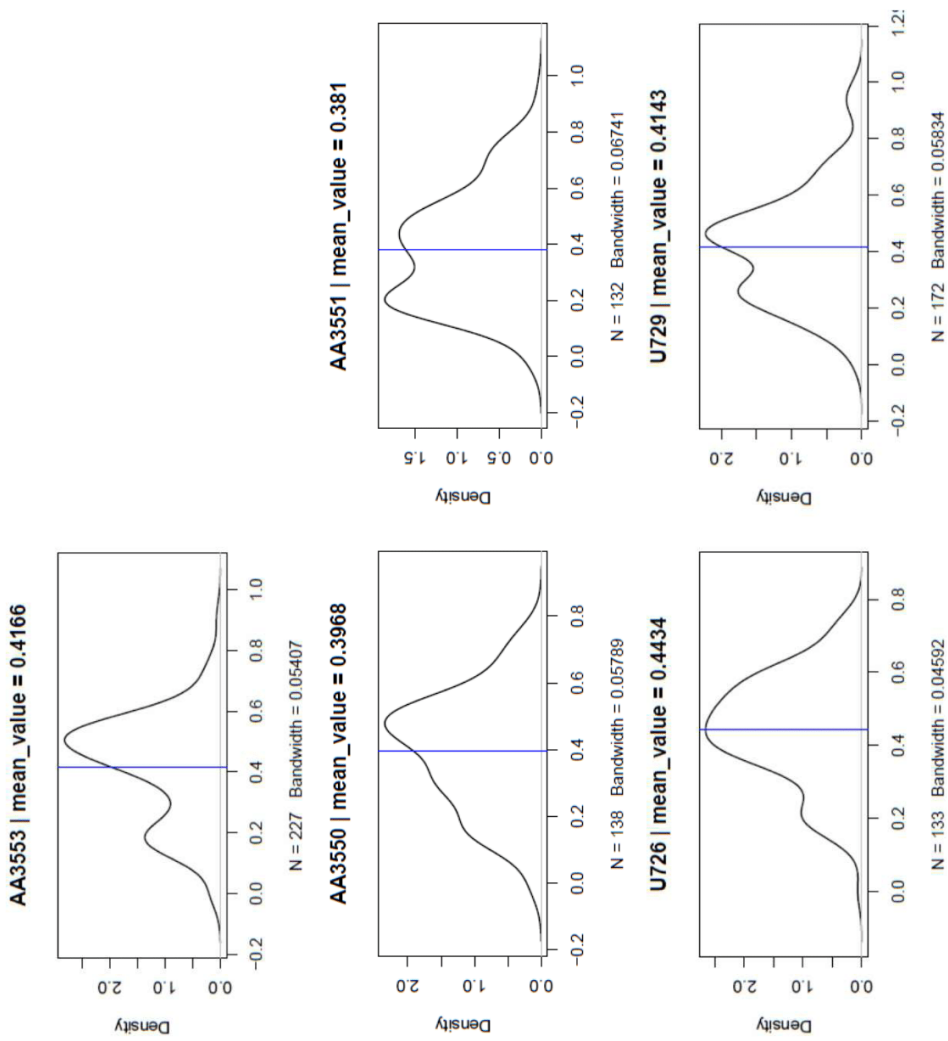 AA3553 | mean_value = 0.4166
Density
0.0 1.0 2.0
-0.2 0.0 0.2 0.4 0.6 0.8 1.0
N = 227 Bandwidth = 0.05407
AA3550 | mean_value = 0.3968
Density
0.0 1.0 2.0
-0.2 0.0 0.2 0.4 0.6 0.8
N = 138 Bandwidth = 0.05789
AA3551 | mean_value = 0.381
Density
0.0 0.5 1.0 1.5
-0.2 0.0 0.2 0.4 0.6 0.8 1.0
N = 132 Bandwidth = 0.06741
U726 | mean_value = 0.4434
Density
0.0 1.0 2.0
0.0 0.2 0.4 0.6 0.8
N = 133 Bandwidth = 0.04592
U729 | mean_value = 0.4143
Density
0.0 1.0 2.0
-0.2 0.0 0.2 0.4 0.6 0.8 1.0
N = 172 Bandwidth = 0.05834